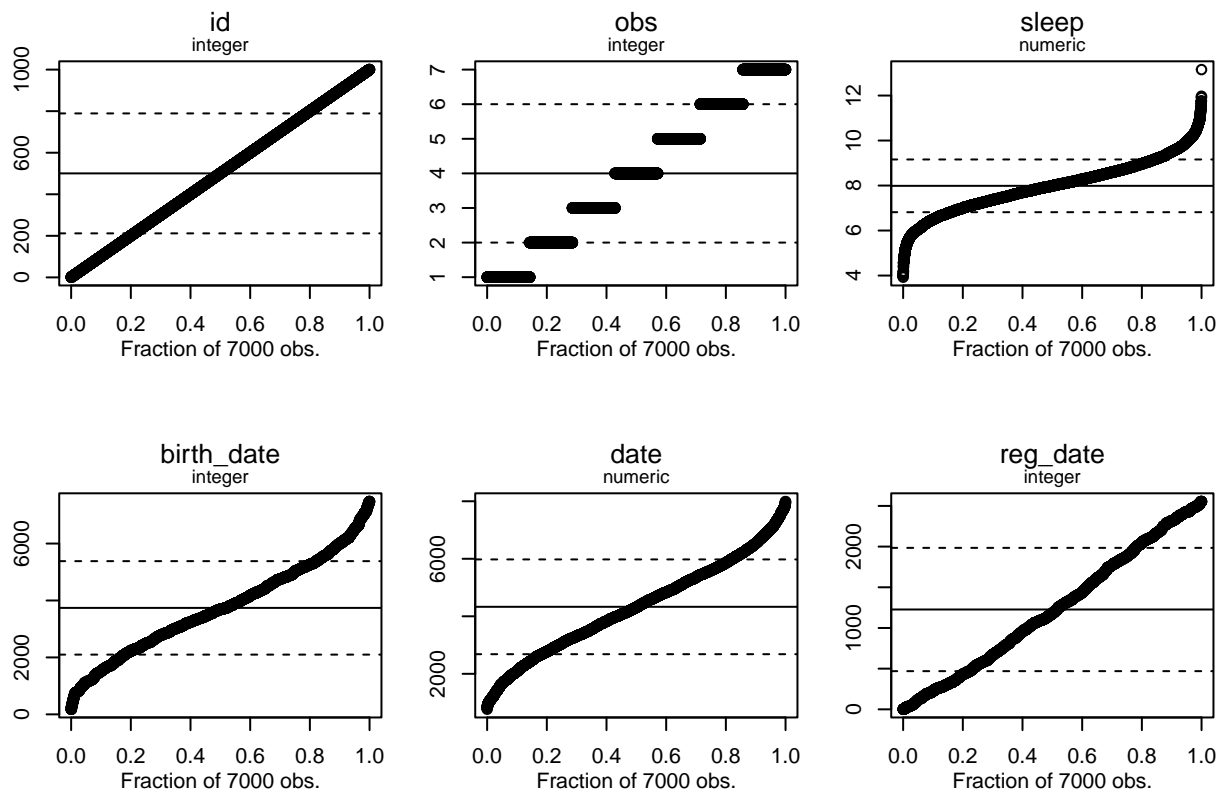 id
integer
1000
600
200
0
0.0 0.2 0.4 0.6 0.8 1.0
Fraction of 7000 obs.
obs
integer
7
6
5
4
3
2
1
0.0 0.2 0.4 0.6 0.8 1.0
Fraction of 7000 obs.
sleep
numeric
12
10
8
6
4
0.0 0.2 0.4 0.6 0.8 1.0
Fraction of 7000 obs.
birth_date
integer
6000
2000
0
0.0 0.2 0.4 0.6 0.8 1.0
Fraction of 7000 obs.
date
numeric
6000
2000
0.0 0.2 0.4 0.6 0.8 1.0
Fraction of 7000 obs.
reg_date
integer
2000
1000
0
0.0 0.2 0.4 0.6 0.8 1.0
Fraction of 7000 obs.